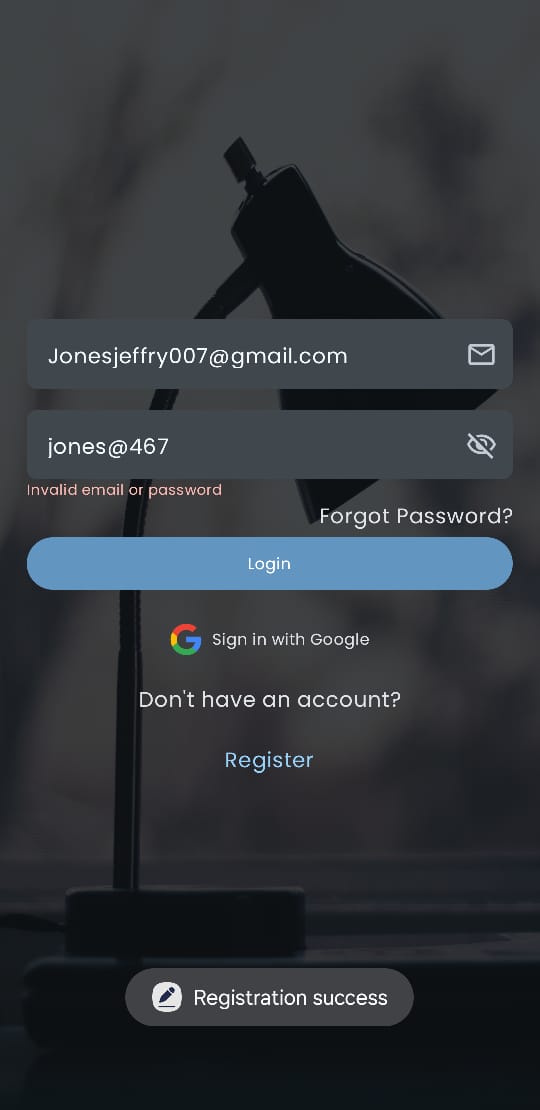 Jonesjeffry007@gmail.com
jones@467
Invalid email or password
Forgot Password?
Login
Sign in with Google
Don't have an account?
Register
Registration success